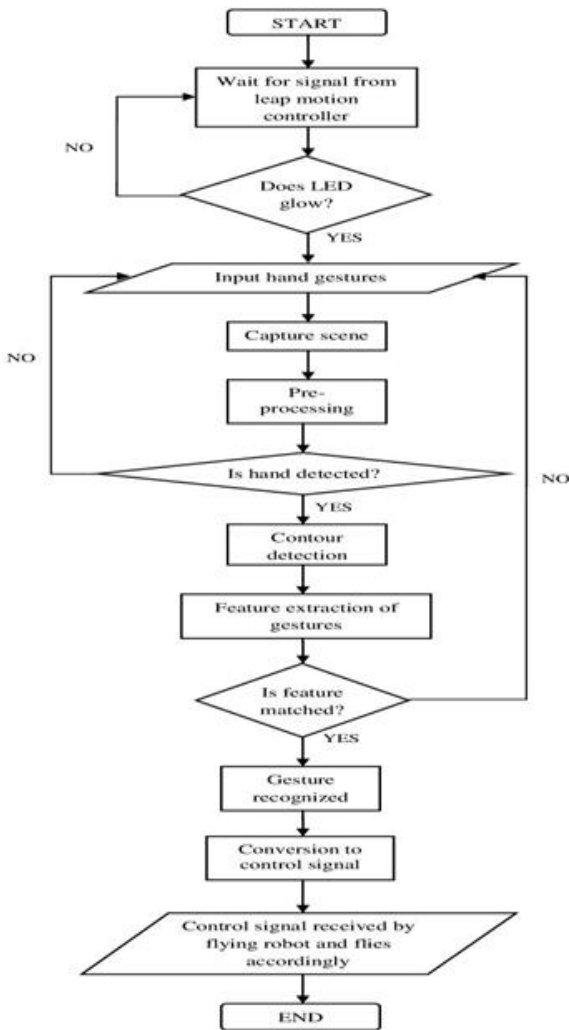 START
Wait for signal from
leap motion
controller
NO
Does LED
glow?
YES
Input hand gestures
Capture scene
NO
Pre-
processing
Is hand detected?
NO
YES
Contour
detection
Feature extraction of
gestures
Is feature
matched?
YES
Gesture
recognized
Conversion to
control signal
Control signal received by
flying robot and flies
accordingly
END